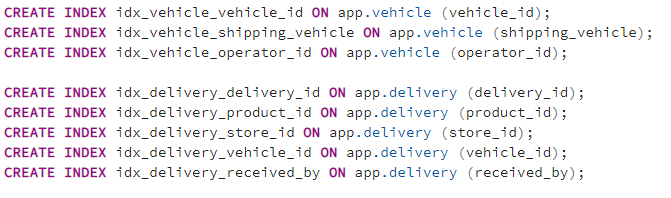 CREATE INDEX idx_vehicle_vehicle_id ON app.vehicle (vehicle_id);
CREATE INDEX idx_vehicle_shipping_vehicle ON app.vehicle (shipping_vehicle);
CREATE INDEX idx_vehicle_operator_id ON app.vehicle (operator_id);
CREATE INDEX idx_delivery_delivery_id ON app.delivery (delivery_id);
CREATE INDEX idx_delivery_product_id ON app.delivery (product_id);
CREATE INDEX idx_delivery_store_id ON app.delivery (store_id);
CREATE INDEX idx_delivery_vehicle_id ON app.delivery (vehicle_id);
CREATE INDEX idx_delivery_received_by ON app.delivery (received_by);